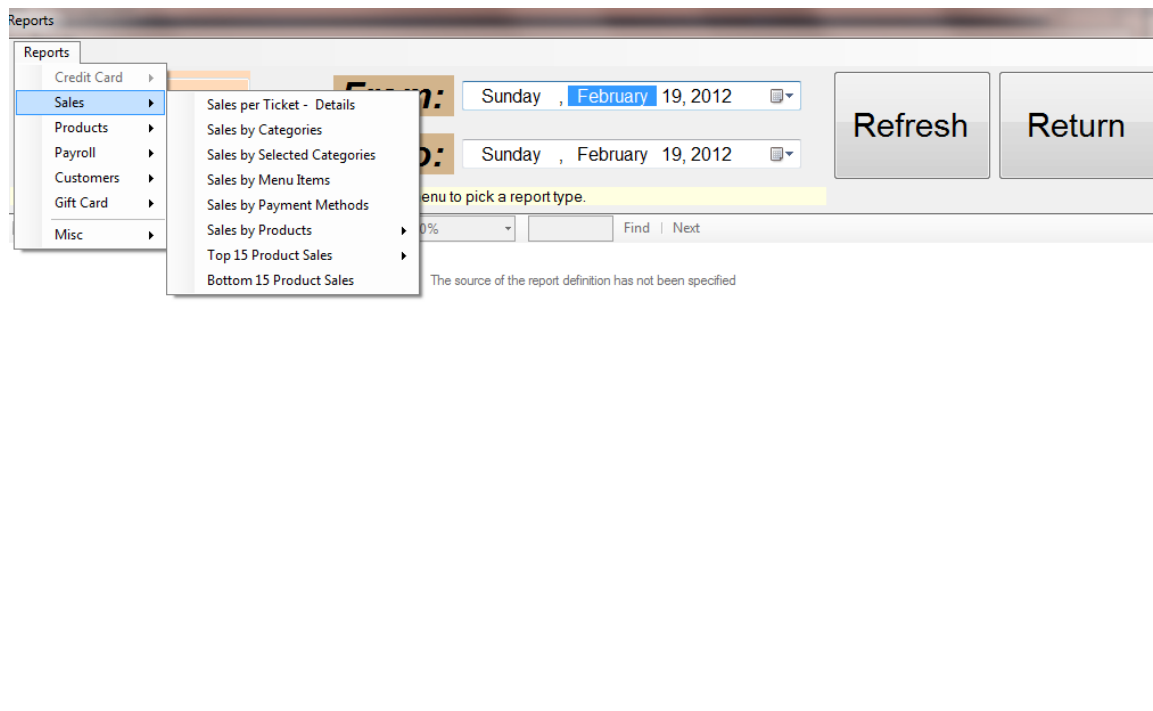 Reports
Reports
Credit Card
Sales
Products
Payroll
Customers
Gift Card
Misc
Sales per Ticket - Details
Sales by Categories
Sales by Selected Categories
Sales by Menu Items
Sales by Payment Methods
Sales by Products
Top 15 Product Sales
Bottom 15 Product Sales
Sunday , February 19, 2012
Sunday , February 19, 2012
Refresh
Return
to pick a report type.
Find | Next
The source of the report definition has not been specified